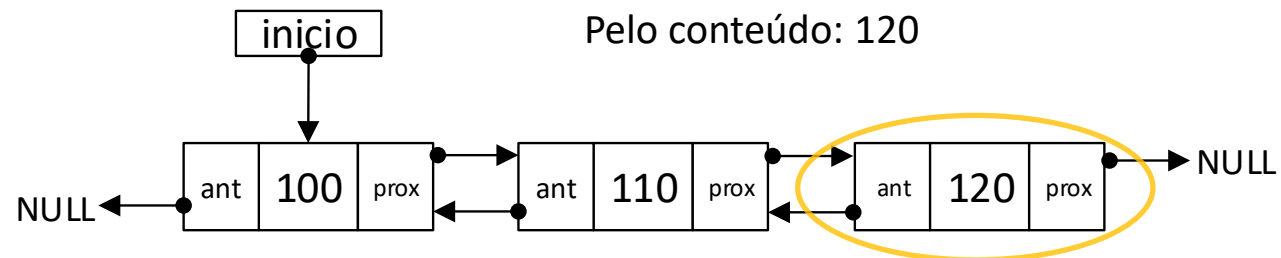 inicio
Pelo conteúdo: 120
NULL
ant 100 prox
ant 110 prox
ant 120 prox
NULL